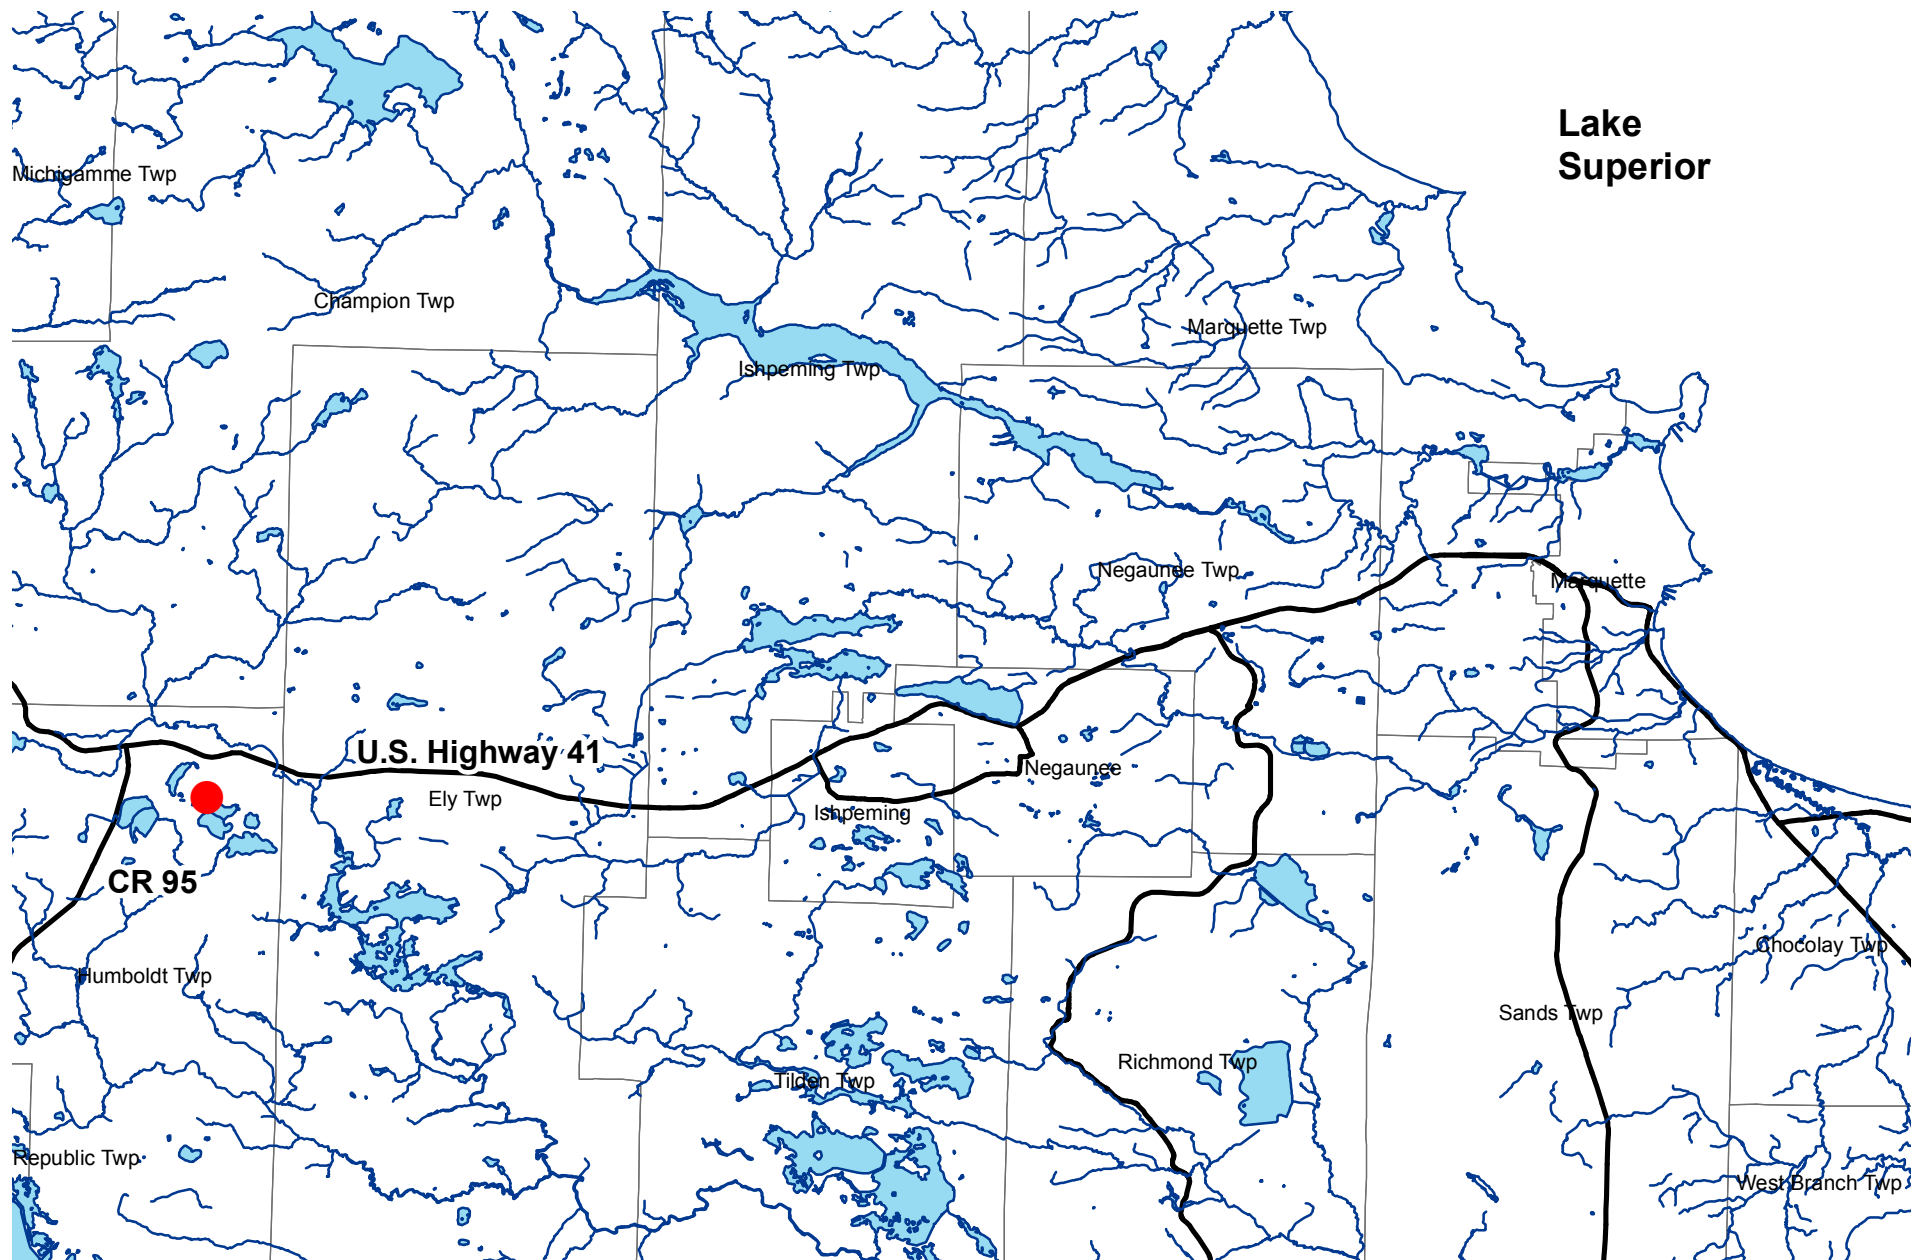 Lake
Superior
Michigamme Twp
Champion Twp
Marquette Twp
Ishpeming Twp
Negaunee Twp
Marquette
U.S. Highway 41
Negaunee
Ely Twp
Ishpeming
CR 95
Chocolay Twp
Humboldt Twp
Sands Twp
Richmond Twp
Tilden Twp
Republic Twp
West Branch Twp